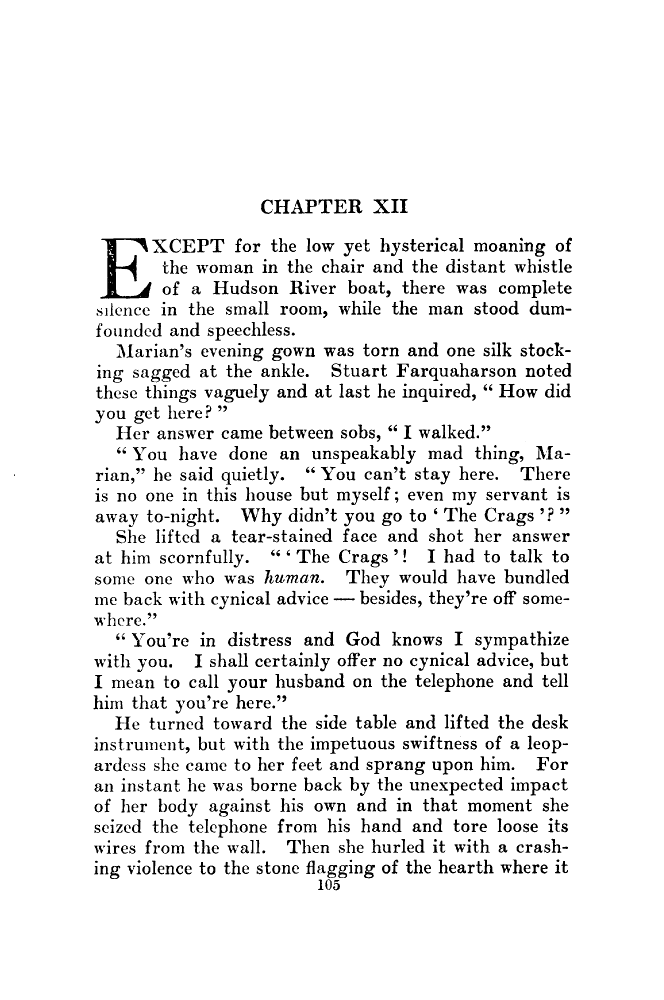 CHAPTER XII
EXCEPT for the low yet hysterical moaning of
the woman in the chair and the distant whistle
of a Hudson River boat, there was complete
silence in the small room, while the man stood dum-
founded and speechless.
Marian's evening gown was torn and one silk stock-
ing sagged at the ankle. Stuart Farquaharson noted
these things vaguely and at last he inquired, “ How did
you get here? ”
Her answer came between sobs, “ I walked.”
“ You have done an unspeakably mad thing, Ma-
rian,” he said quietly. “ You can't stay here. There
is no one in this house but myself; even my servant is
away to-night. Why didn't you go to ‘ The Crags ’? ”
She lifted a tear-stained face and shot her answer
at him scornfully. “ ‘ The Crags ’! I had to talk to
some one who was human. They would have bundled
me back with cynical advice — besides, they're off some-
where.”
“ You're in distress and God knows I sympathize
with you. I shall certainly offer no cynical advice, but
I mean to call your husband on the telephone and tell
him that you're here.”
He turned toward the side table and lifted the desk
instrument, but with the impetuous swiftness of a leop-
ardess she came to her feet and sprang upon him. For
an instant he was borne back by the unexpected impact
of her body against his own and in that moment she
seized the telephone from his hand and tore loose its
wires from the wall. Then she hurled it with a crash-
ing violence to the stone flagging of the hearth where it
105